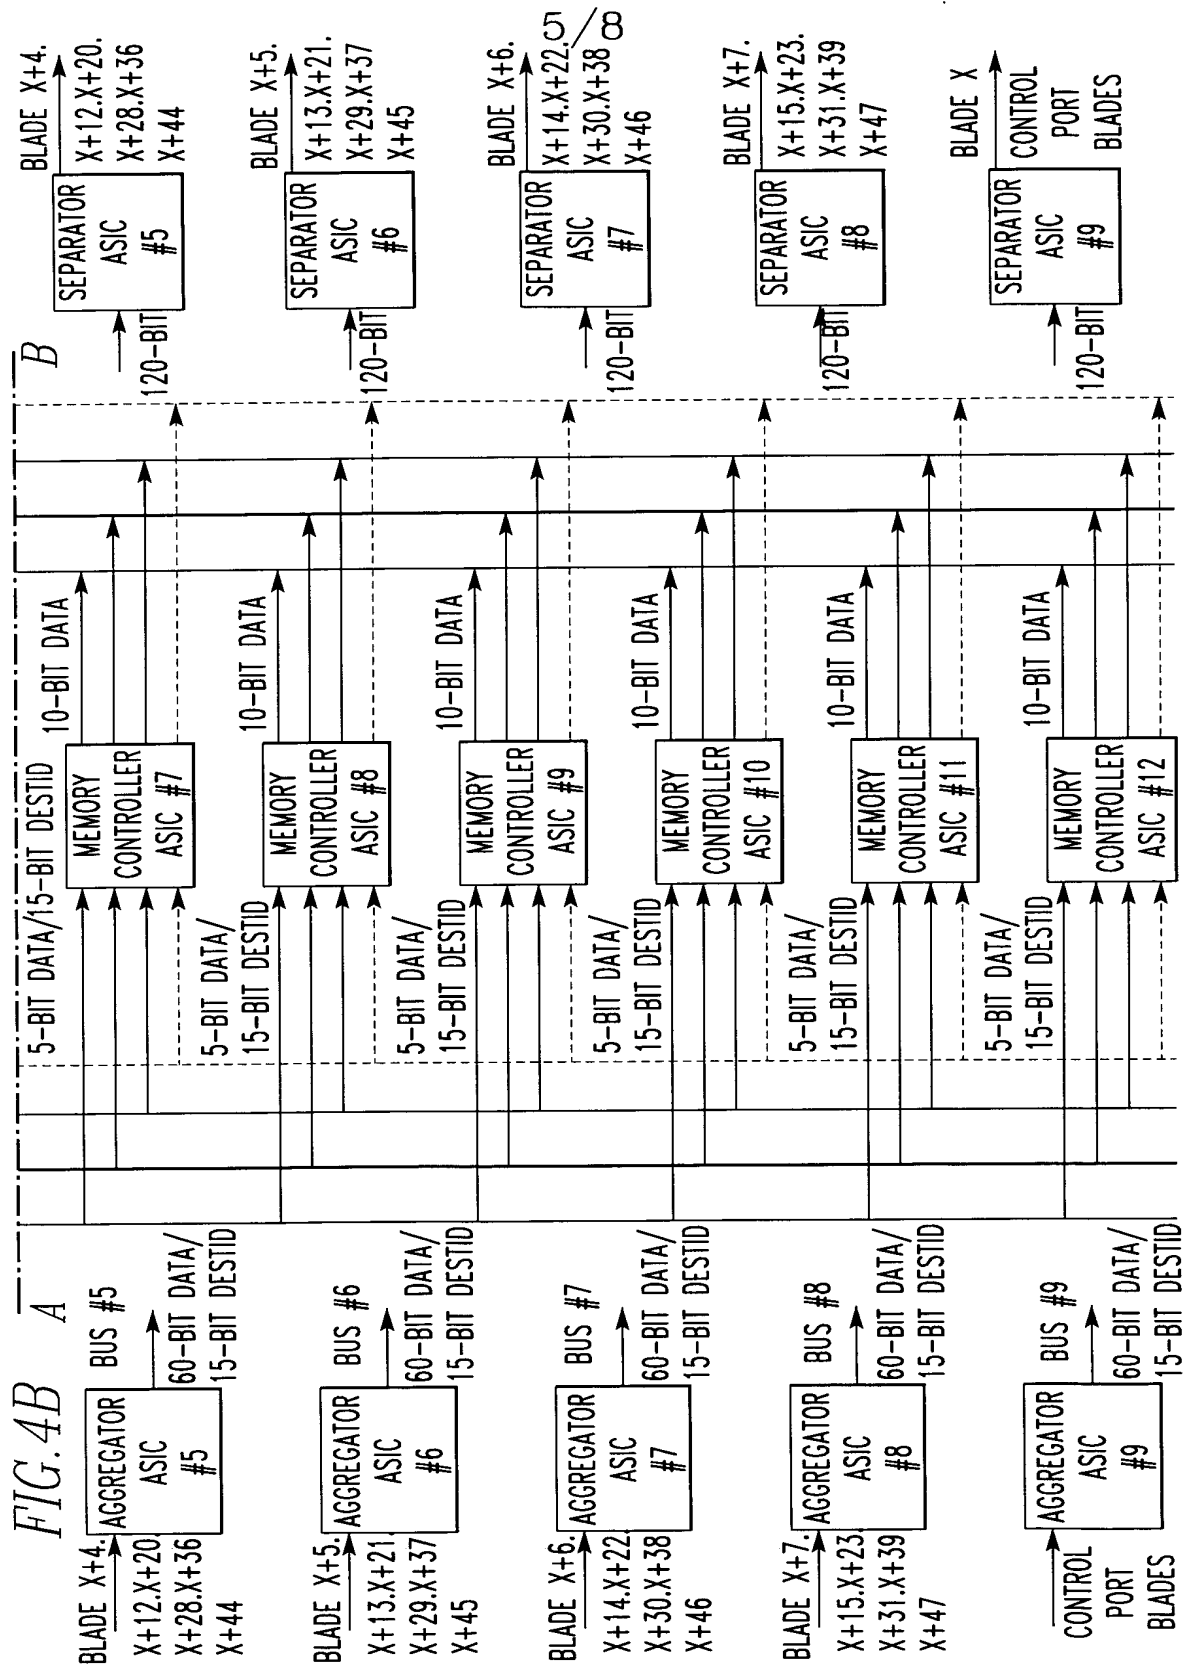 5/8
FIG.4B
A
B
BLADE X+4.
X+12.X+20.
X+28.X+36
X+44
AGGREGATOR
ASIC
#5
BUS #5
60-BIT DATA/
15-BIT DESTID
BLADE X+5.
X+13.X+21.
X+29.X+37
X+45
AGGREGATOR
ASIC
#6
BUS #6
60-BIT DATA/
15-BIT DESTID
BLADE X+6.
X+14.X+22.
X+30.X+38
X+46
AGGREGATOR
ASIC
#7
BUS #7
60-BIT DATA/
15-BIT DESTID
BLADE X+7.
X+15.X+23.
X+31.X+39
X+47
AGGREGATOR
ASIC
#8
BUS #8
60-BIT DATA/
15-BIT DESTID
CONTROL
PORT
BLADES
AGGREGATOR
ASIC
#9
BUS #9
60-BIT DATA/
15-BIT DESTID
5-BIT DATA/15-BIT DESTID
MEMORY
CONTROLLER
ASIC #7
10-BIT DATA
5-BIT DATA/
15-BIT DESTID
MEMORY
CONTROLLER
ASIC #8
10-BIT DATA
5-BIT DATA/
15-BIT DESTID
MEMORY
CONTROLLER
ASIC #9
10-BIT DATA
5-BIT DATA/
15-BIT DESTID
MEMORY
CONTROLLER
ASIC #10
10-BIT DATA
5-BIT DATA/
15-BIT DESTID
MEMORY
CONTROLLER
ASIC #11
10-BIT DATA
5-BIT DATA/
15-BIT DESTID
MEMORY
CONTROLLER
ASIC #12
10-BIT DATA
120-BIT
SEPARATOR
ASIC
#5
BLADE X+4.
X+12.X+20.
X+28.X+36
X+44
120-BIT
SEPARATOR
ASIC
#6
BLADE X+5.
X+13.X+21.
X+29.X+37
X+45
120-BIT
SEPARATOR
ASIC
#7
BLADE X+6.
X+14.X+22.
X+30.X+38
X+46
120-BIT
SEPARATOR
ASIC
#8
BLADE X+7.
X+15.X+23.
X+31.X+39
X+47
120-BIT
SEPARATOR
ASIC
#9
BLADE X
CONTROL
PORT
BLADES